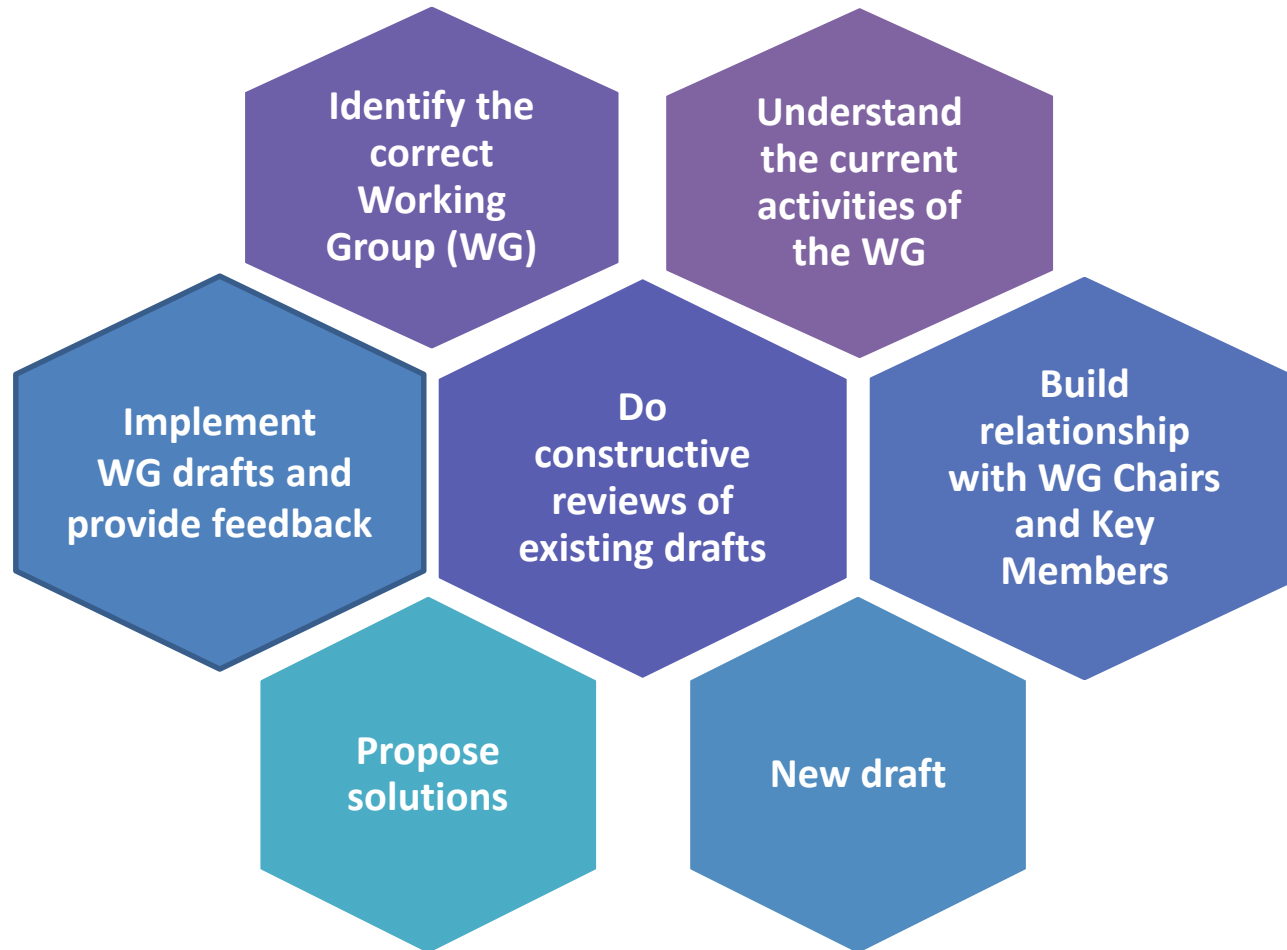 Identify the
correct
Working
Group (WG)
Understand
the current
activities of
the WG
Implement
WG drafts and
provide feedback
Do
constructive
reviews of
existing drafts
Build
relationship
with WG Chairs
and Key
Members
Propose
solutions
New draft